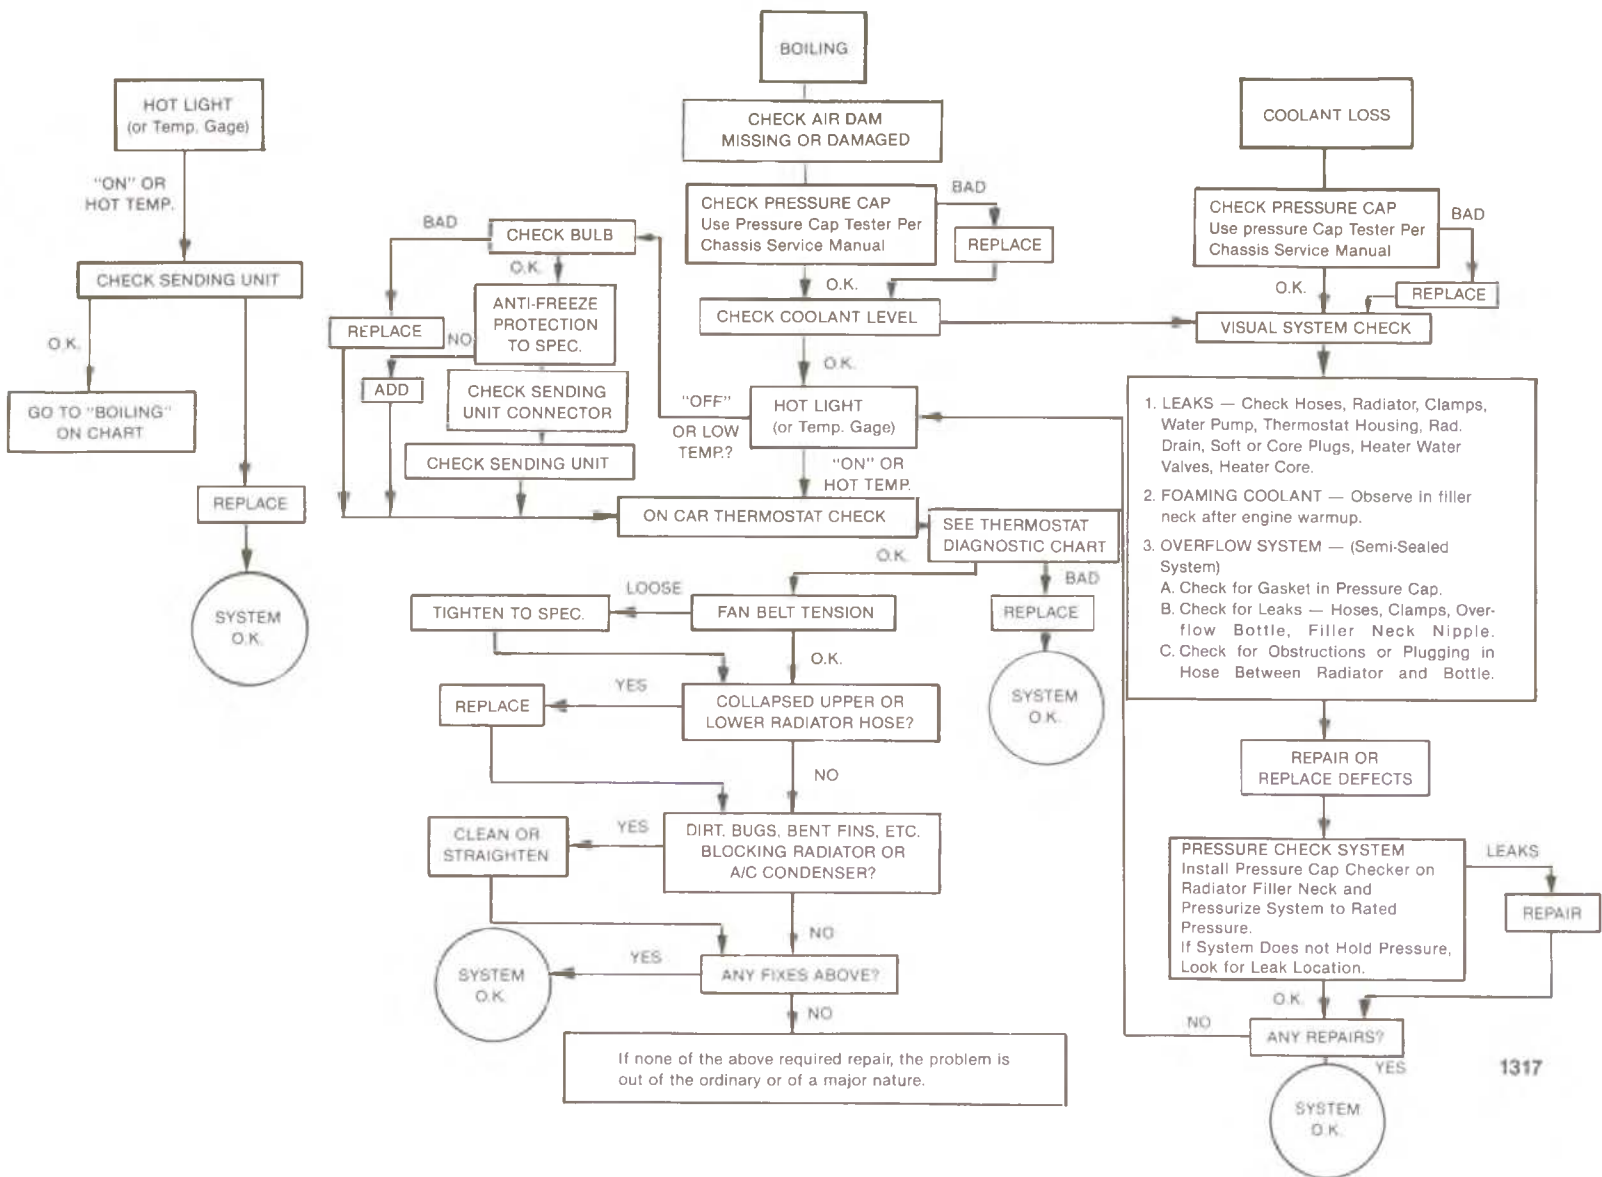 BOILING
HOT LIGHT
(or Temp. Gage)
"ON" OR
HOT TEMP.
CHECK SENDING UNIT
O.K.
GO TO "BOILING"
ON CHART
REPLACE
SYSTEM
O.K.
CHECK AIR DAM
MISSING OR DAMAGED
CHECK PRESSURE CAP
Use Pressure Cap Tester Per
Chassis Service Manual
BAD
REPLACE
O.K.
CHECK COOLANT LEVEL
O.K.
HOT LIGHT
(or Temp. Gage)
"OFF"
OR LOW
TEMP.?
"ON" OR
HOT TEMP.
CHECK BULB
BAD
REPLACE
O.K.
ANTI-FREEZE
PROTECTION
TO SPEC.
NO
ADD
CHECK SENDING
UNIT CONNECTOR
CHECK SENDING UNIT
ON CAR THERMOSTAT CHECK
SEE THERMOSTAT
DIAGNOSTIC CHART
O.K.
BAD
REPLACE
SYSTEM
O.K.
FAN BELT TENSION
LOOSE
TIGHTEN TO SPEC.
O.K.
COLLAPSED UPPER OR
LOWER RADIATOR HOSE?
YES
REPLACE
NO
DIRT, BUGS, BENT FINS, ETC.
BLOCKING RADIATOR OR
A/C CONDENSER?
YES
CLEAN OR
STRAIGHTEN
NO
ANY FIXES ABOVE?
YES
SYSTEM
O.K.
NO
If none of the above required repair, the problem is
out of the ordinary or of a major nature.
COOLANT LOSS
CHECK PRESSURE CAP
Use pressure Cap Tester Per
Chassis Service Manual
BAD
REPLACE
O.K.
VISUAL SYSTEM CHECK
1. LEAKS — Check Hoses, Radiator, Clamps,
Water Pump, Thermostat Housing, Rad.
Drain, Soft or Core Plugs, Heater Water
Valves, Heater Core.
2. FOAMING COOLANT — Observe in filler
neck after engine warmup.
3. OVERFLOW SYSTEM — (Semi-Sealed
System)
A. Check for Gasket in Pressure Cap.
B. Check for Leaks — Hoses, Clamps, Over-
flow Bottle, Filler Neck Nipple.
C. Check for Obstructions or Plugging in
Hose Between Radiator and Bottle.
REPAIR OR
REPLACE DEFECTS
PRESSURE CHECK SYSTEM
Install Pressure Cap Checker on
Radiator Filler Neck and
Pressurize System to Rated
Pressure.
If System Does not Hold Pressure,
Look for Leak Location.
LEAKS
REPAIR
O.K.
ANY REPAIRS?
NO
YES
SYSTEM
O.K.
1317